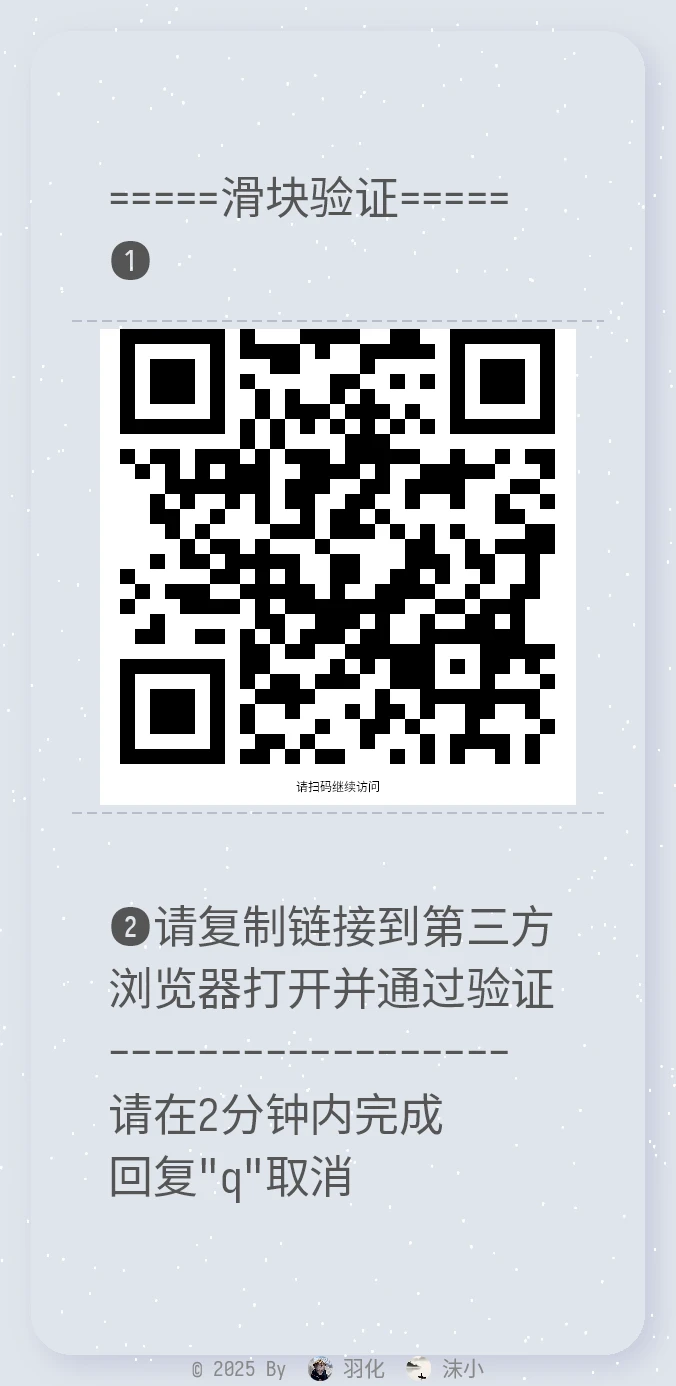 =====滑块验证=====
❶
请扫码继续访问
❷请复制链接到第三方
浏览器打开并通过验证
------------------
请在2分钟内完成
回复"q"取消
© 2025 By 羽化 沫小